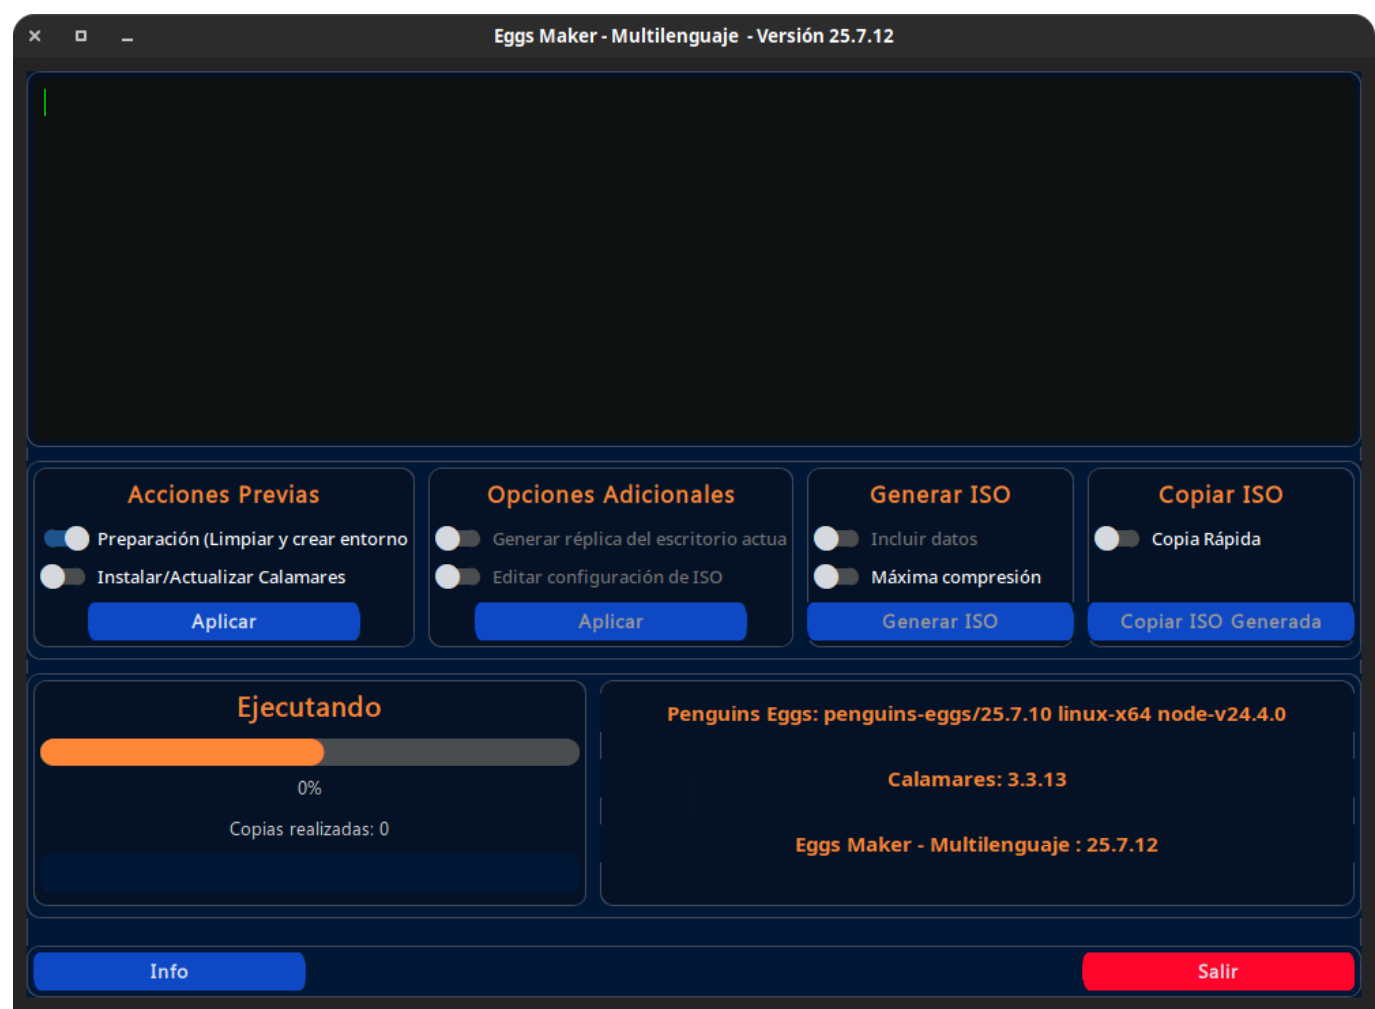 Eggs Maker - Multilenguaje - Versión 25.7.12
Acciones Previas
Preparación (Limpiar y crear entorno
Instalar/Actualizar Calamares
Aplicar
Opciones Adicionales
Generar réplica del escritorio actua
Editar configuración de ISO
Aplicar
Generar ISO
Incluir datos
Máxima compresión
Generar ISO
Copiar ISO
Copia Rápida
Copiar ISO Generada
Ejecutando
0%
Copias realizadas: 0
Penguins Eggs: penguins-eggs/25.7.10 linux-x64 node-v24.4.0
Calamares: 3.3.13
Eggs Maker - Multilenguaje : 25.7.12
Info
Salir